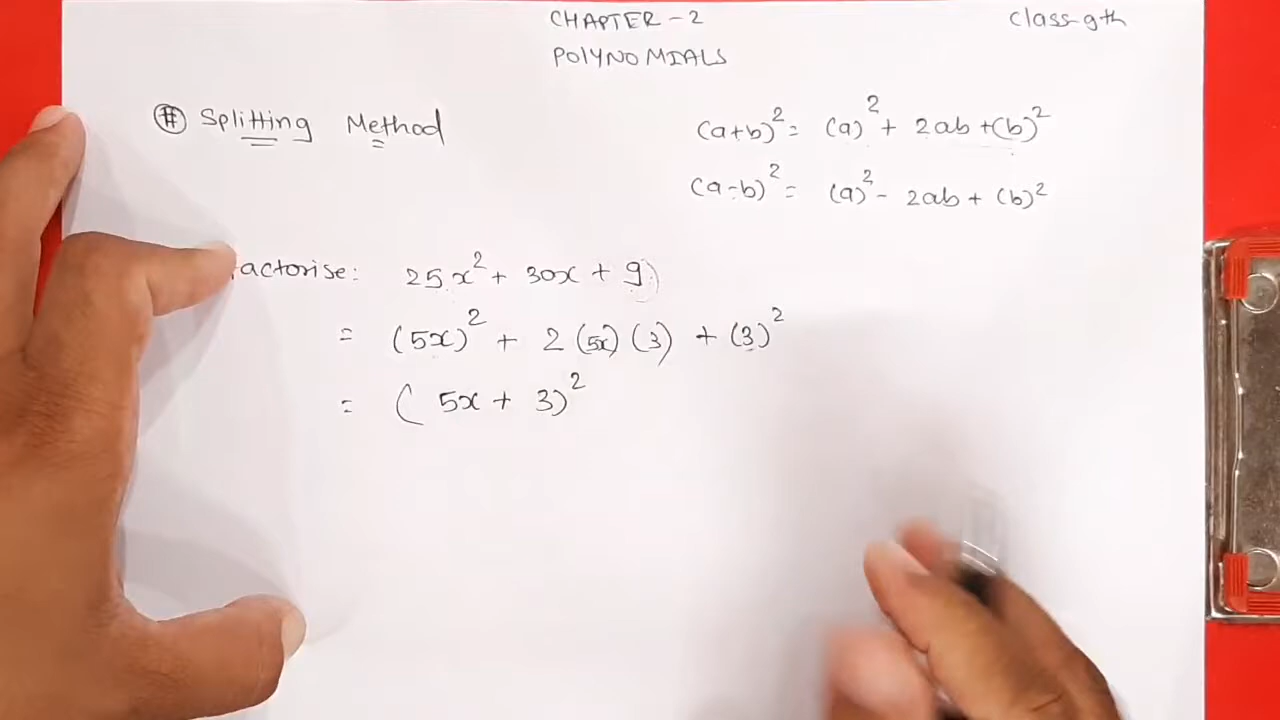 CHAPTER - 2
Class-9th
POLYNOMIALS
# Splitting Method
(a+b)² = (a)² + 2ab + (b)²
(a-b)² = (a)² - 2ab + (b)²
actorise: 25x² + 30x + 9
= (5x)² + 2 (5x) (3) + (3)²
= ( 5x + 3)²